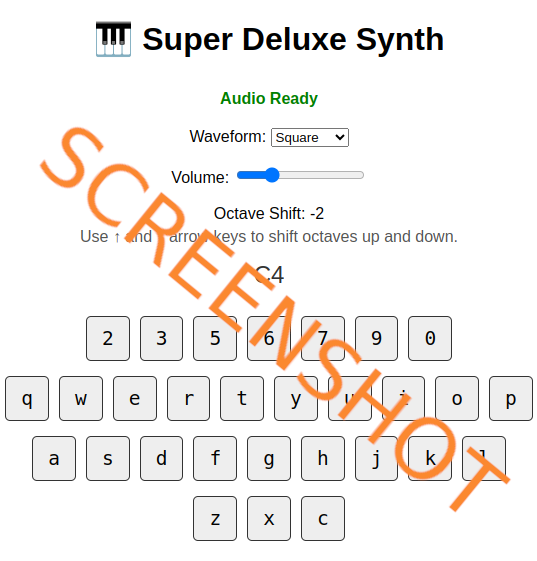 🎹 Super Deluxe Synth
Audio Ready
Waveform: Square
Volume:
Octave Shift: -2
Use ↑ and arrow keys to shift octaves up and down.
C4
2 3 5 6 7 9 0
q w e r t y u i o p
a s d f g h j k l
z x c
SCREENSHOT